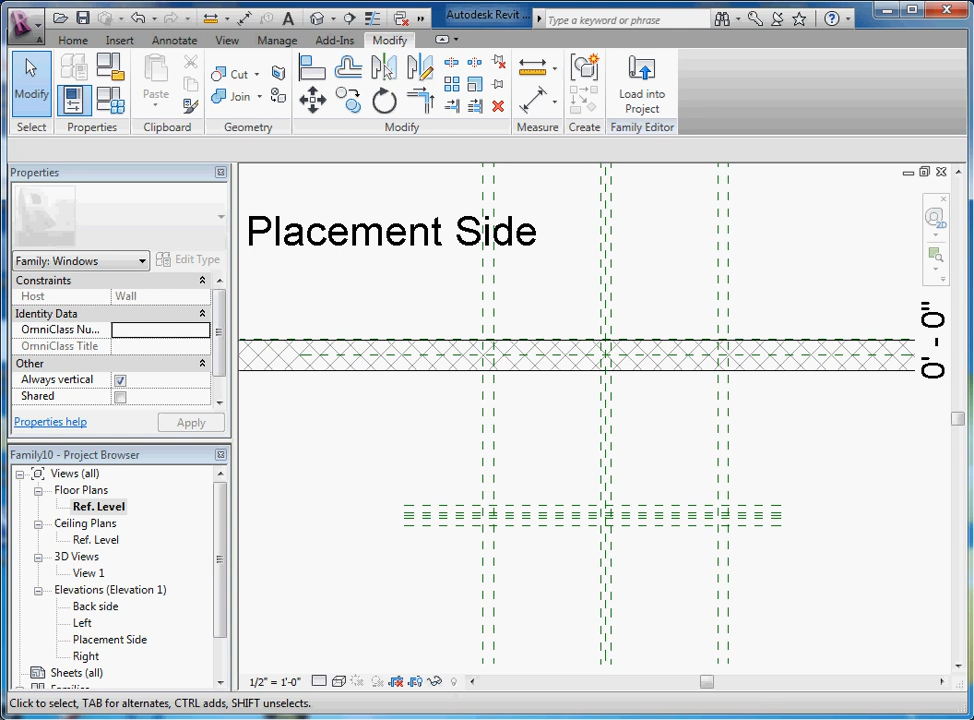 Autodesk Revit ...
Type a keyword or phrase
Home Insert Annotate View Manage Add-Ins Modify
Modify
Paste
Cut
Join
Load into
Project
Select Properties Clipboard Geometry Modify Measure Create Family Editor
Properties
Family: Windows
Edit Type
Constraints
Host Wall
Identity Data
OmniClass Nu...
OmniClass Title
Other
Always vertical
Shared
Properties help
Apply
Family10 - Project Browser
Views (all)
Floor Plans
Ref. Level
Ceiling Plans
Ref. Level
3D Views
View 1
Elevations (Elevation 1)
Back side
Left
Placement Side
Right
Sheets (all)
Families
Placement Side
0' - 0"
2D
1/2" = 1'-0"
Click to select, TAB for alternates, CTRL adds, SHIFT unselects.